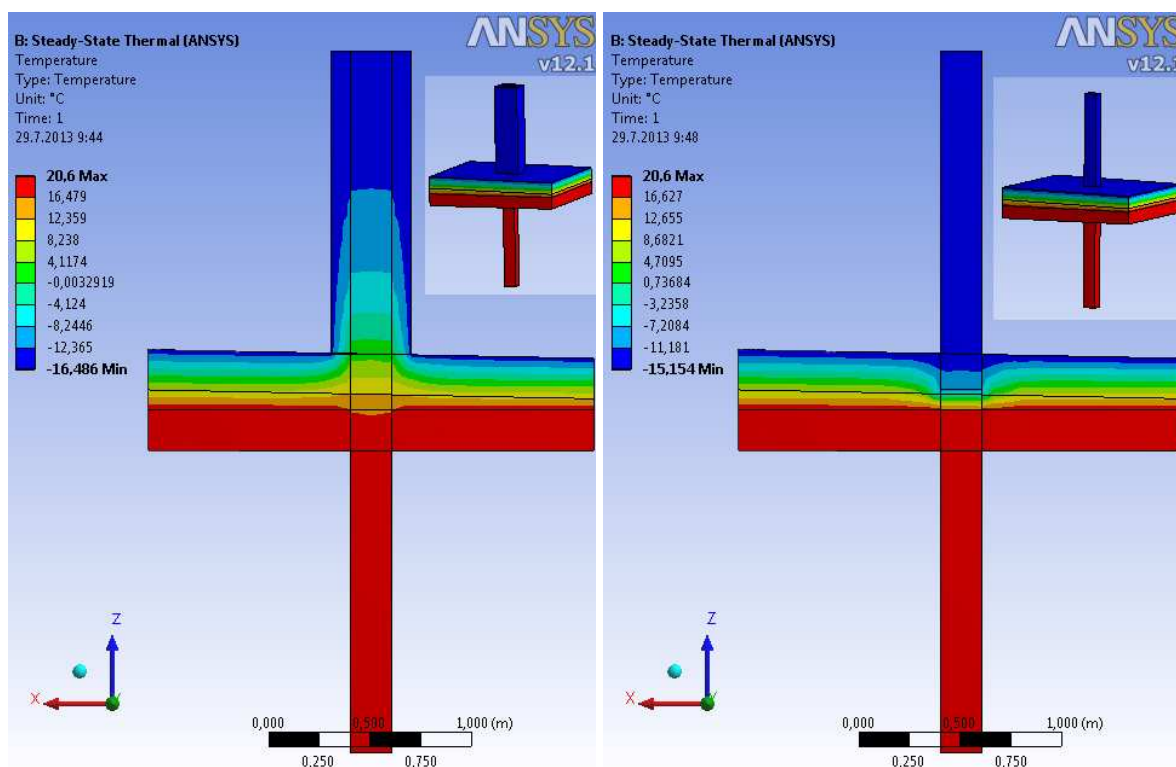 ANSYS
v12.1
B: Steady-State Thermal (ANSYS)
Temperature
Type: Temperature
Unit: °C
Time: 1
29.7.2013 9:44
20,6 Max
16,479
12,359
8,238
4,1174
-0,0032919
-4,124
-8,2446
-12,365
-16,486 Min
Z
X
Y
0,000 0,500 1,000 (m)
0.250 0.750
ANSYS
v12.1
B: Steady-State Thermal (ANSYS)
Temperature
Type: Temperature
Unit: °C
Time: 1
29.7.2013 9:48
20,6 Max
16,627
12,655
8,6821
4,7095
0,73684
-3,2358
-7,2084
-11,181
-15,154 Min
Z
X
Y
0,000 0,500 1,000 (m)
0.250 0.750